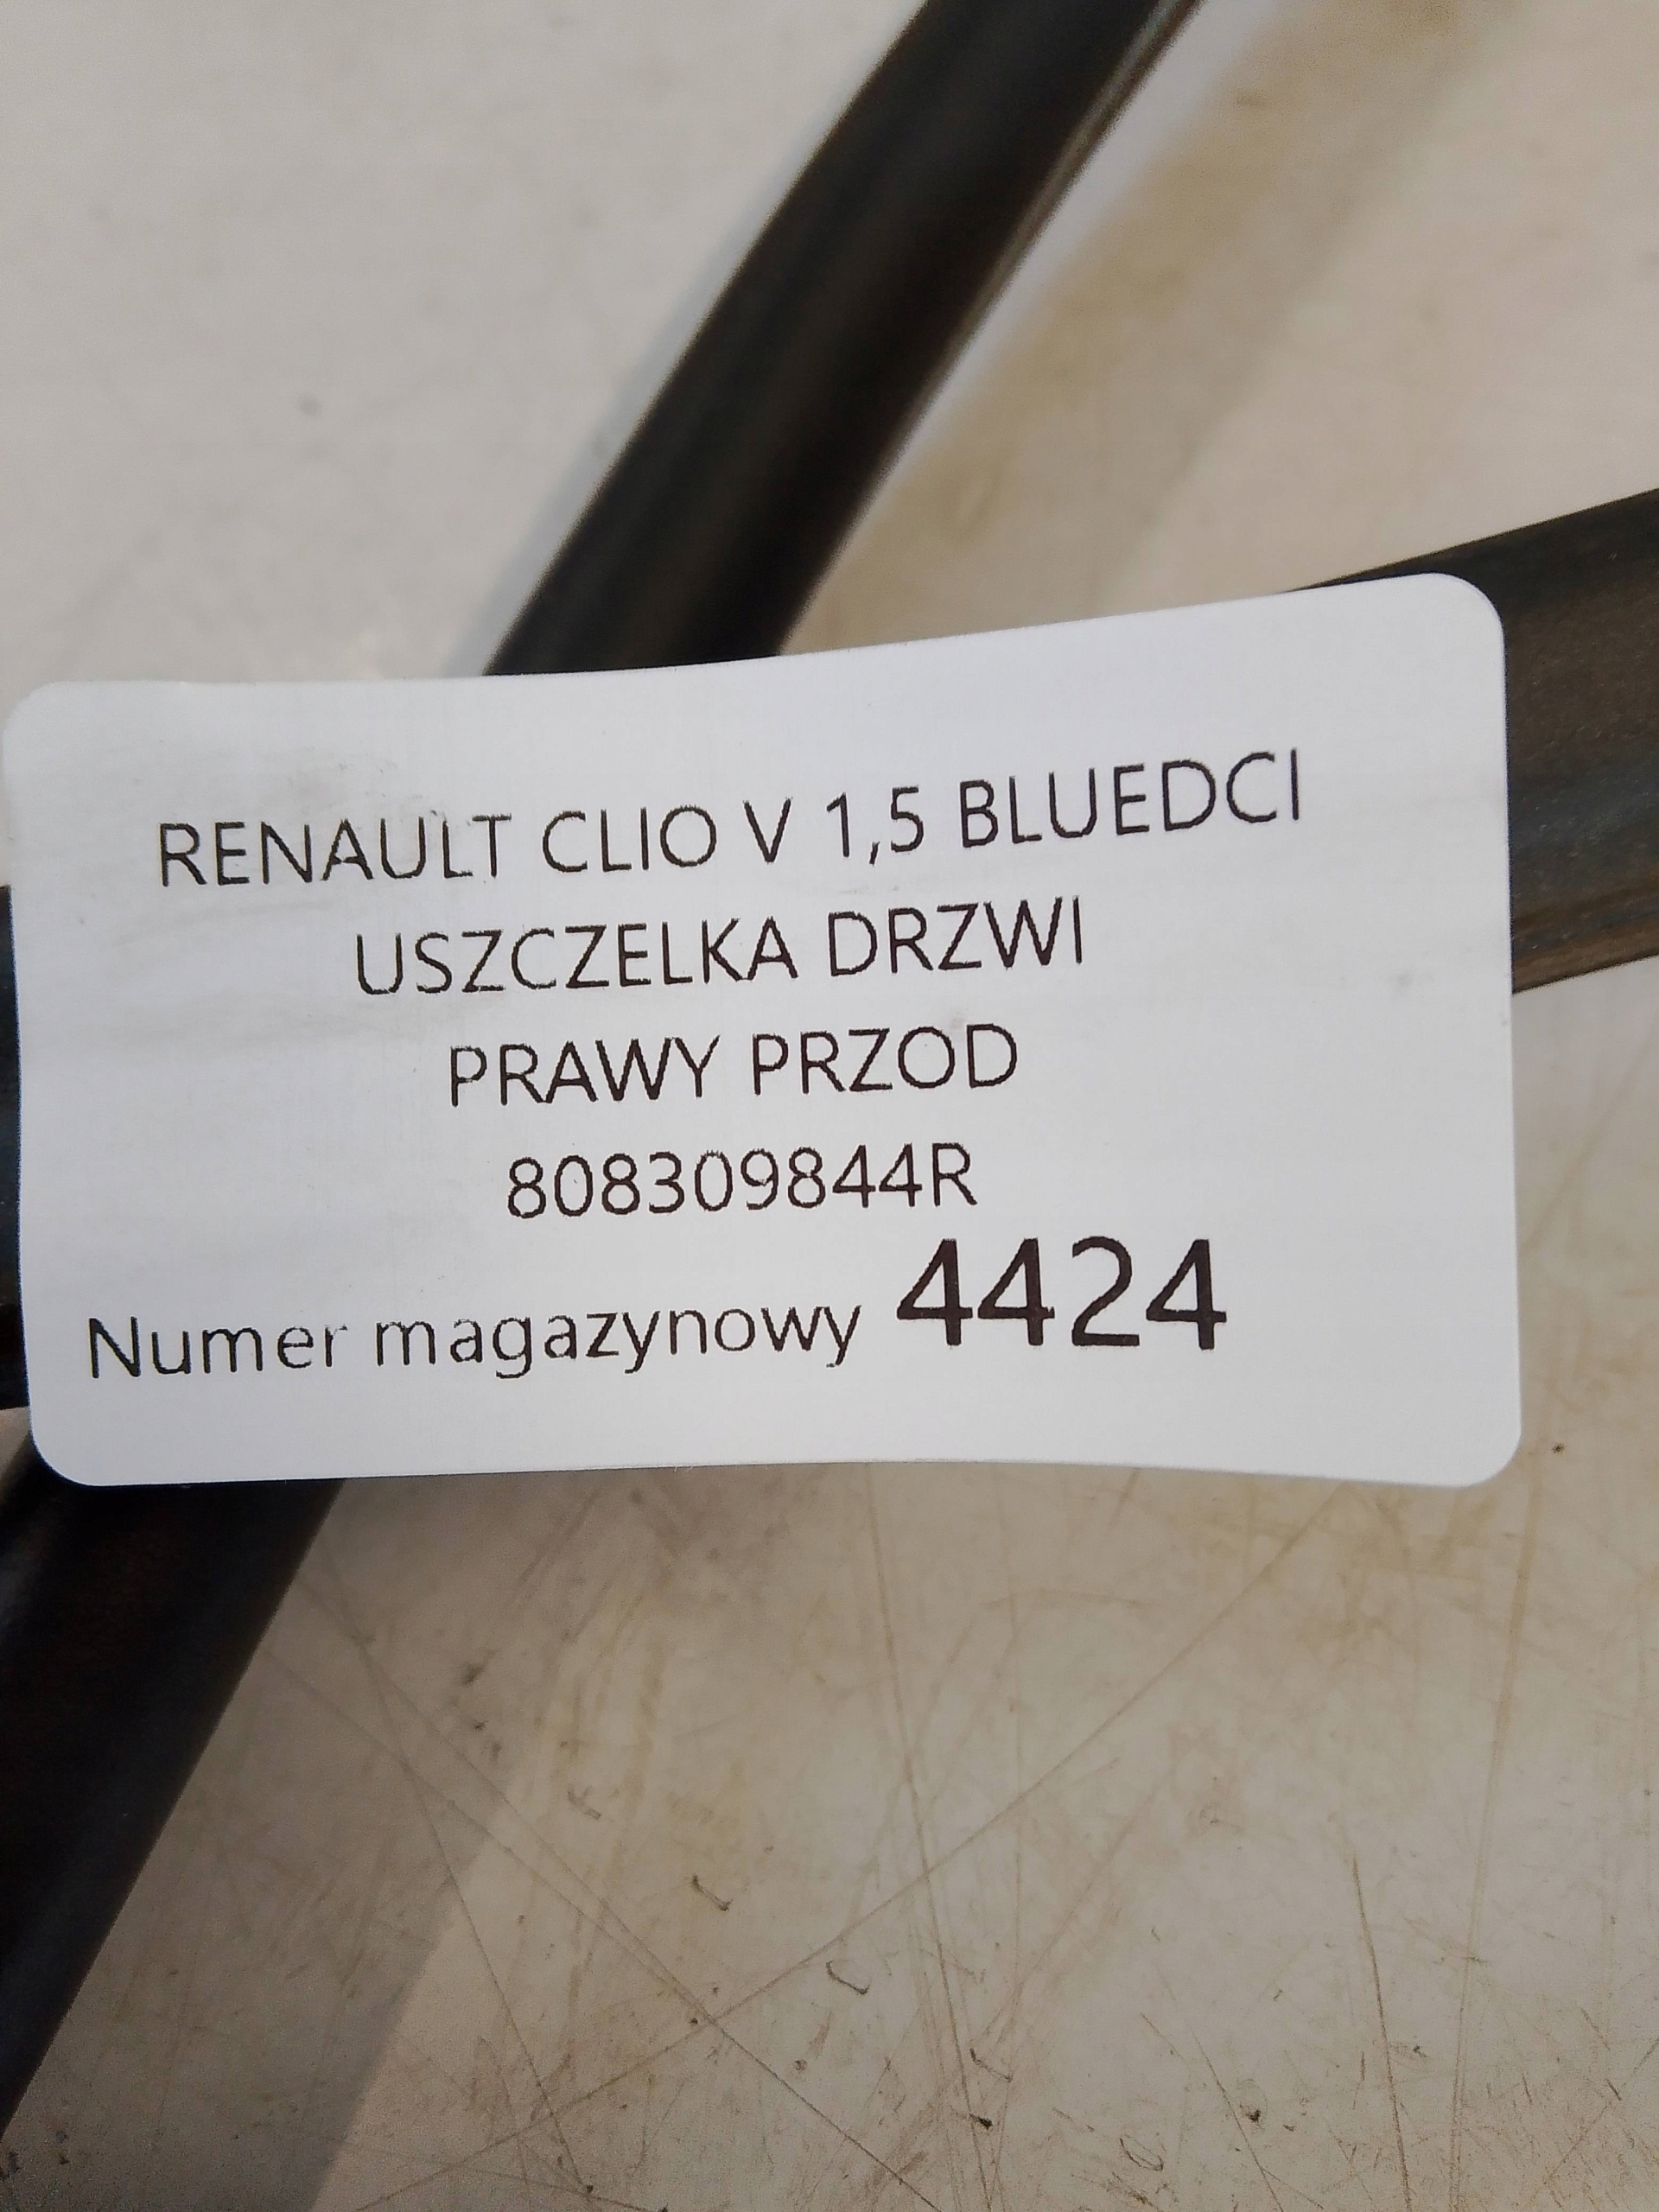 RENAULT CLIO V 1,5 BLUEDCI
USZCZELKA DRZWI
PRAWY PRZOD
808309844R
Numer magazynowy 4424